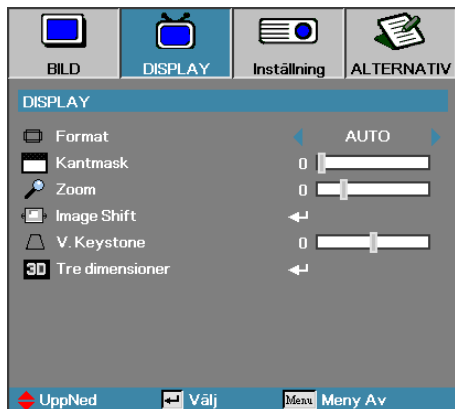 BILD DISPLAY Inställning ALTERNATIV
DISPLAY
Format AUTO
Kantmask 0
Zoom 0
Image Shift
V. Keystone 0
3D Tre dimensioner
UppNed Välj Menu Meny Av